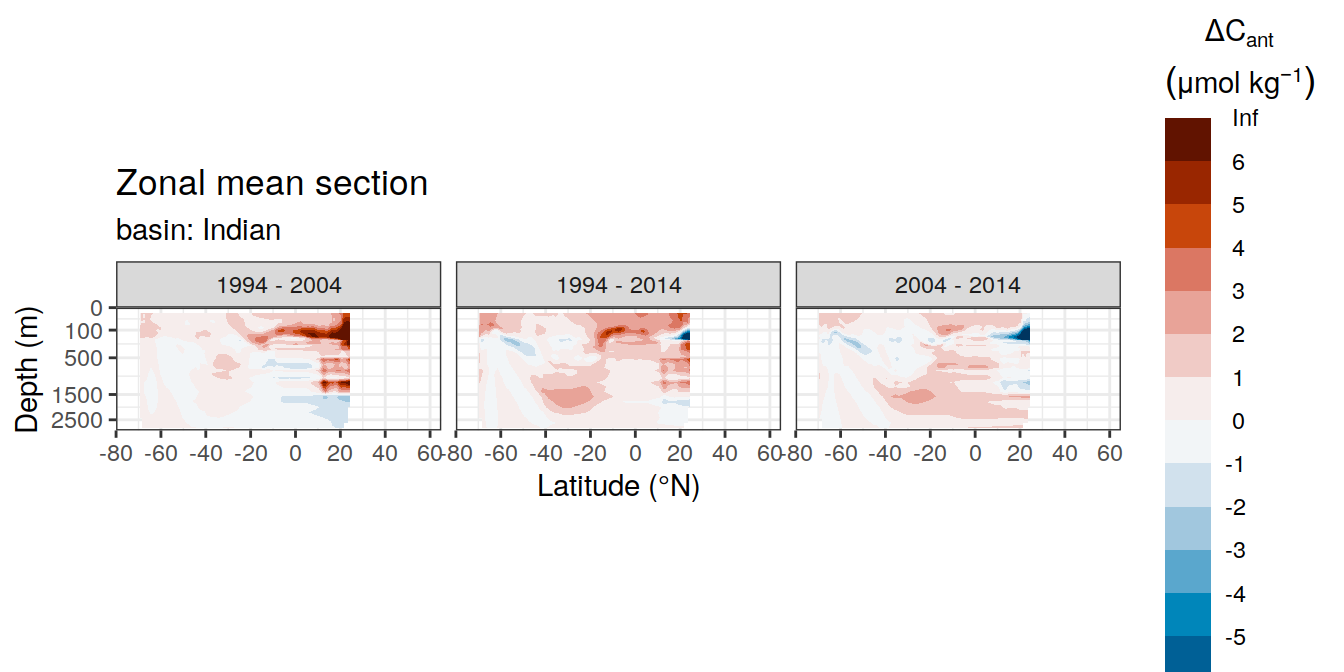 Zonal mean section
basin: Indian
1994 - 2004
1994 - 2014
2004 - 2014
Depth (m)
0
100
500
1500
2500
-80 -60 -40 -20 0 20 40 60
-80 -60 -40 -20 0 20 40 60
-80 -60 -40 -20 0 20 40 60
Latitude (°N)
ΔCant
(µmol kg⁻¹)
Inf
6
5
4
3
2
1
0
-1
-2
-3
-4
-5